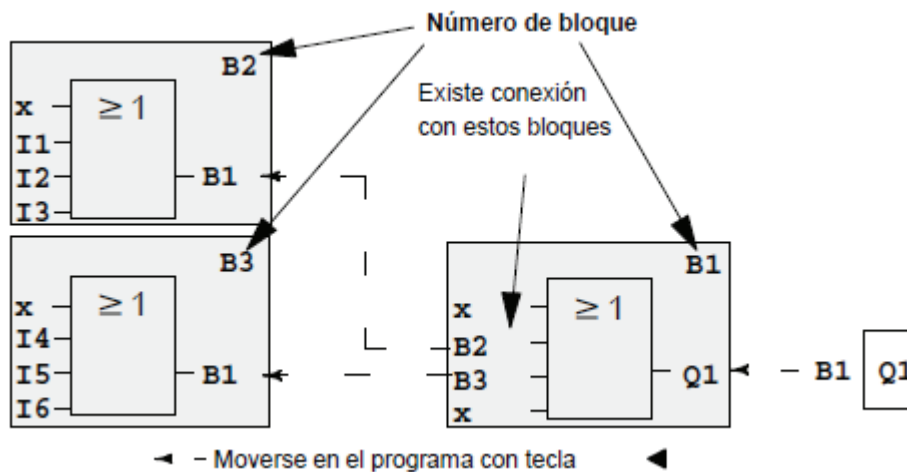 Número de bloque
B2
Existe conexión
con estos bloques
≥ 1
x
I1
I2
I3
B1
B3
≥ 1
x
I4
I5
I6
B1
B1
≥ 1
x
B2
B3
x
Q1
B1
Q1
Moverse en el programa con tecla